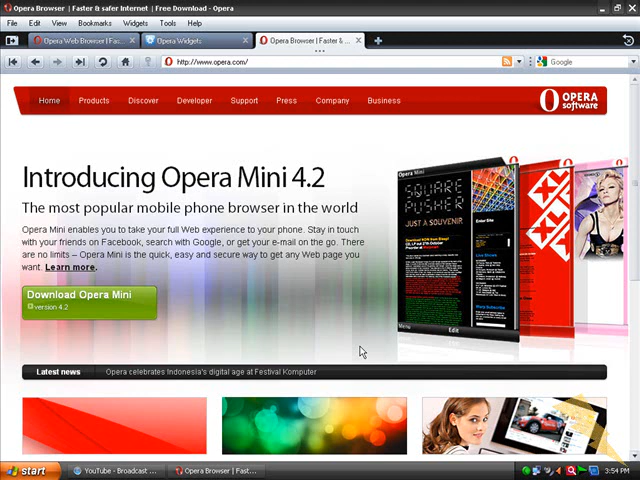 Opera Browser | Faster & safer Internet | Free Download - Opera
File Edit View Bookmarks Widgets Tools Help
Opera Web Browser | Fas...
Opera Widgets
Opera Browser | Faster & ...
http://www.opera.com/
Google
Home Products Discover Developer Support Press Company Business
OPERA
software
Introducing Opera Mini 4.2
The most popular mobile phone browser in the world
Opera Mini enables you to take your full Web experience to your phone. Stay in touch
with your friends on Facebook, search with Google, or get your e-mail on the go. There
are no limits – Opera Mini is the quick, easy and secure way to get any Web page you
want. Learn more.
Download Opera Mini
version 4.2
Opera Mini
SQUARE
PUSHER
JUST A SOUVENIR
Enter Site
Live Shows
Menu
Edit
Latest news
Opera celebrates Indonesia's digital age at Festival Komputer
start
YouTube - Broadcast ...
Opera Browser | Fast...
3:54 PM